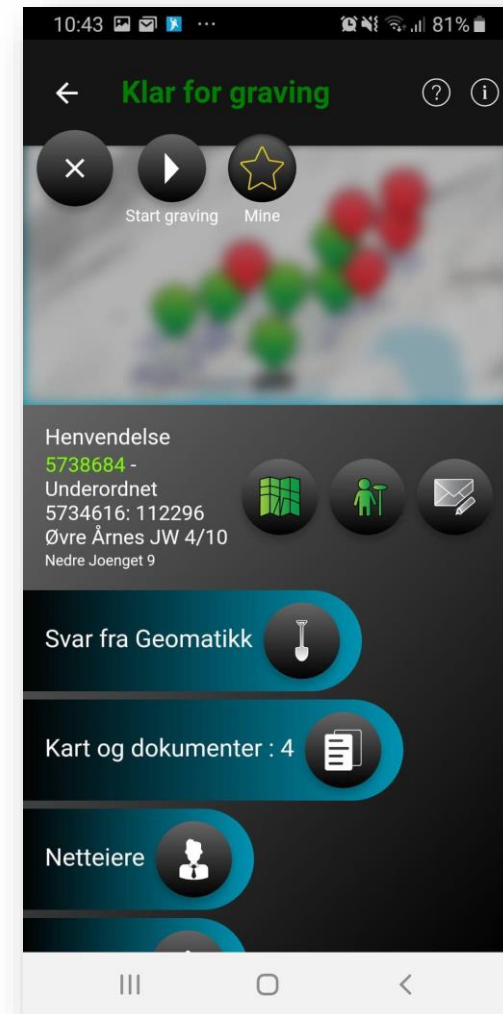 10:43 81%
Klar for graving
Start graving Mine
Henvendelse
5738684 -
Underordnet
5734616: 112296
Øvre Årnes JW 4/10
Nedre Joenget 9
Svar fra Geomatikk
Kart og dokumenter : 4
Netteiere